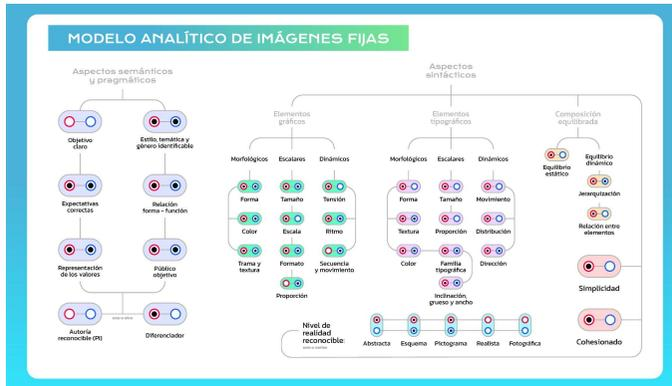 MODELO ANALÍTICO DE IMÁGENES FIJAS
Aspectos semánticos
y pragmáticos
Objetivo
claro
Estilo, temática y
género identificable
Expectativas
correctas
Relación
forma - función
Representación
de los valores
Público
objetivo
Autoría
reconocible (PI)
Diferenciador
Aspectos
sintácticos
Elementos
gráficos
Morfológicos
Escalares
Dinámicos
Forma
Tamaño
Tensión
Color
Escala
Ritmo
Trama y
textura
Formato
Secuencia
y movimiento
Proporción
Elementos
tipográficos
Morfológicos
Escalares
Dinámicos
Forma
Tamaño
Movimiento
Textura
Proporción
Distribución
Color
Familia
tipográfica
Dirección
Inclinación,
grueso y ancho
Composición
equilibrada
Equilibrio
estático
Equilibrio
dinámico
Jerarquización
Relación entre
elementos
Simplicidad
Cohesionado
Nivel de
realidad
reconocible:
Abstracta
Esquema
Pictograma
Realista
Fotográfica